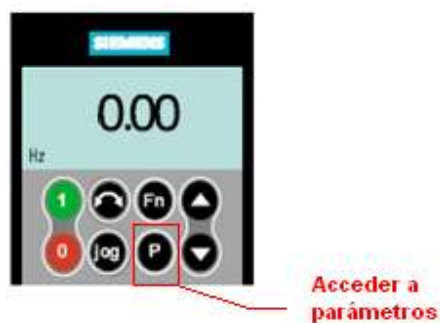 SIEMENS
0.00
Hz
1 Fn
0 jog P
Acceder a
parámetros